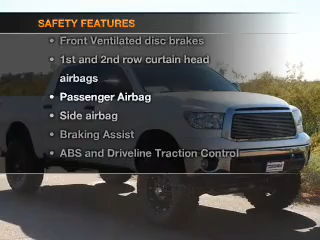 SAFETY FEATURES
• Front Ventilated disc brakes
• 1st and 2nd row curtain head
airbags
• Passenger Airbag
• Side airbag
• Braking Assist
• ABS and Driveline Traction Control